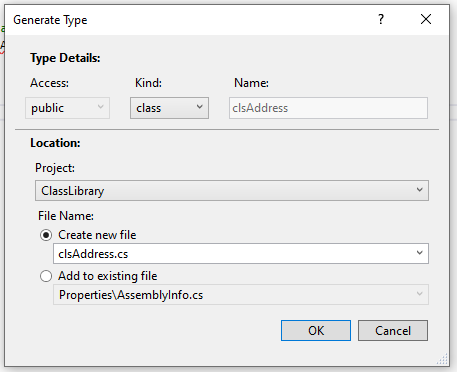 Generate Type
Type Details:
Access: Kind: Name:
public class clsAddress
Location:
Project:
ClassLibrary
File Name:
Create new file
clsAddress.cs
Add to existing file
Properties\AssemblyInfo.cs
OK Cancel